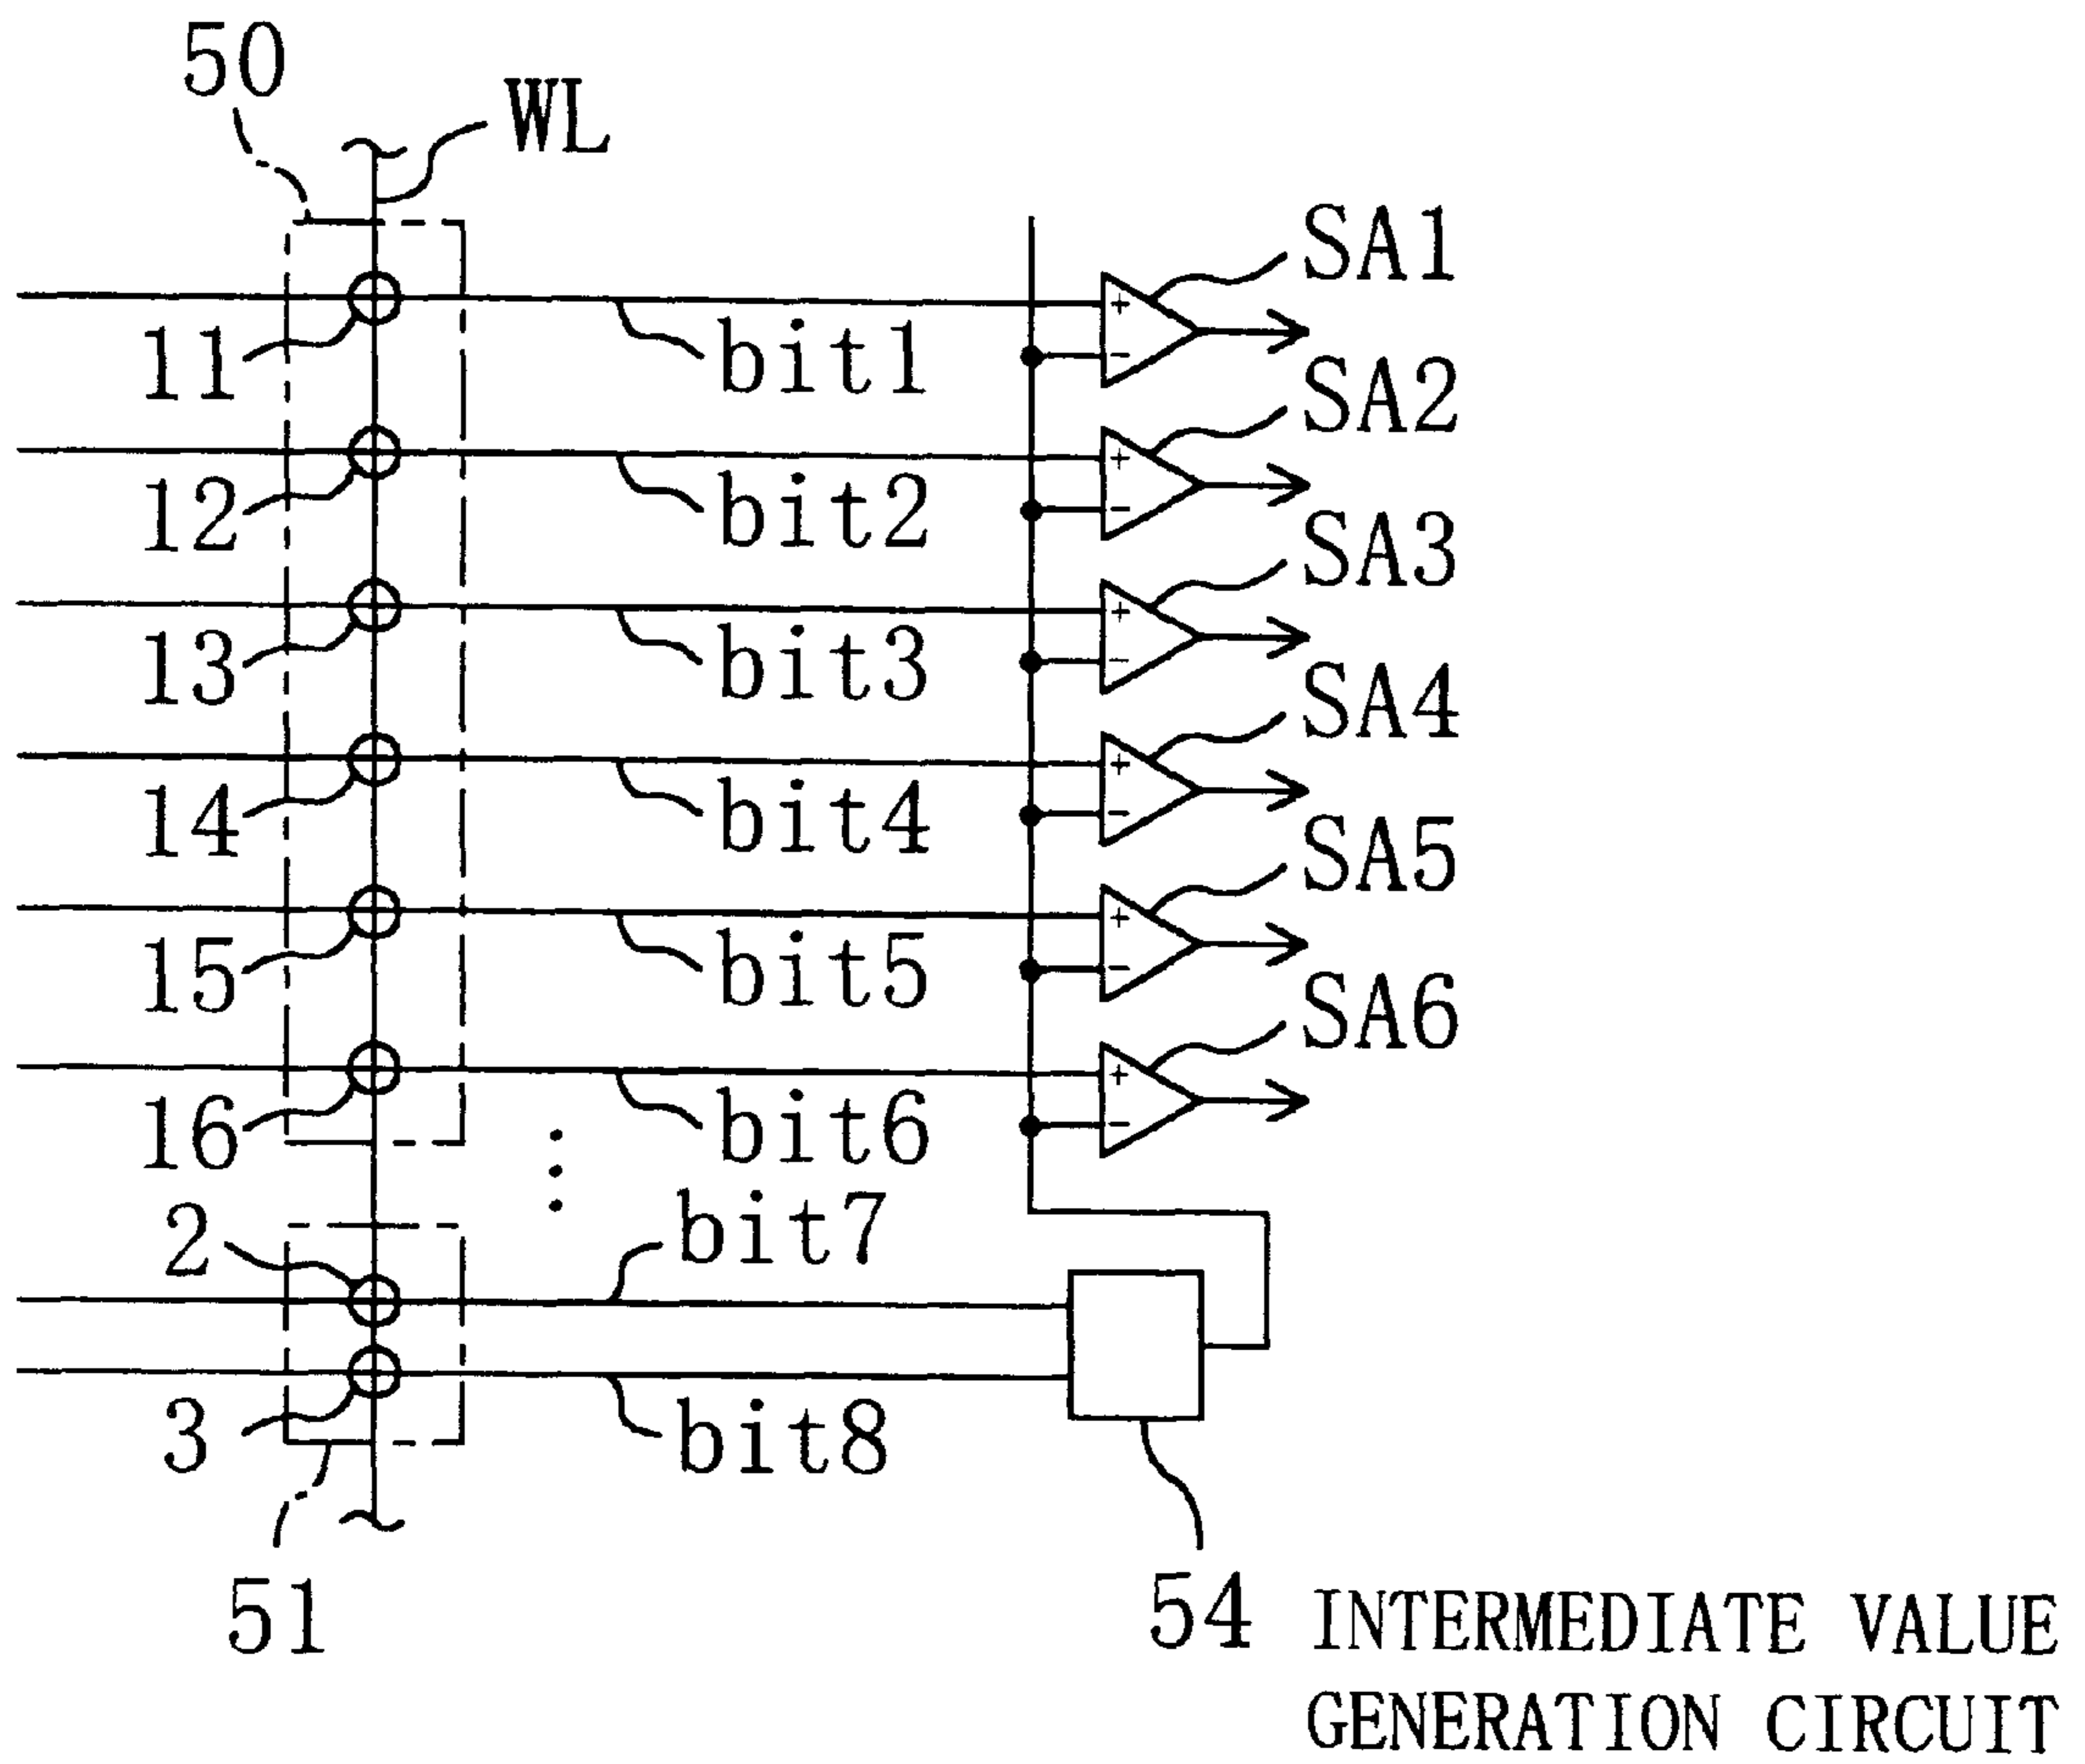 50
WL
SA1
11
bit1
SA2
12
bit2
SA3
13
bit3
SA4
14
bit4
SA5
15
bit5
SA6
16
bit6
2
bit7
3
bit8
51
54 INTERMEDIATE VALUE
GENERATION CIRCUIT
+
-
+
-
+
-
+
-
+
-
+
-